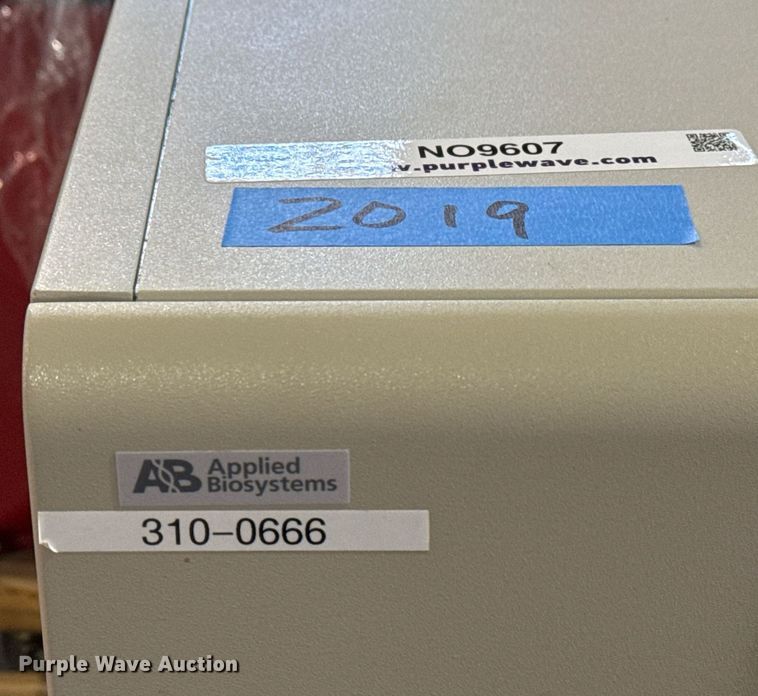 NO9607
v.purplewave.com
2019
AB Applied
Biosystems
310-0666
Purple Wave Auction